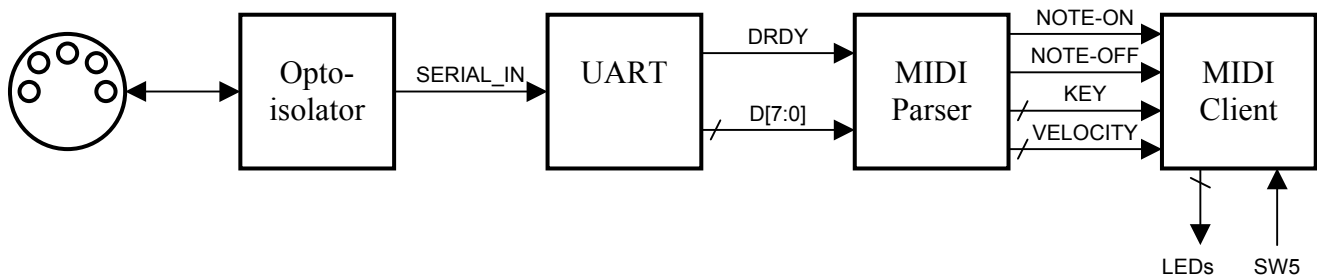 Opto-
isolator
SERIAL_IN
UART
DRDY
D[7:0]
MIDI
Parser
NOTE-ON
NOTE-OFF
KEY
VELOCITY
MIDI
Client
LEDs
SW5